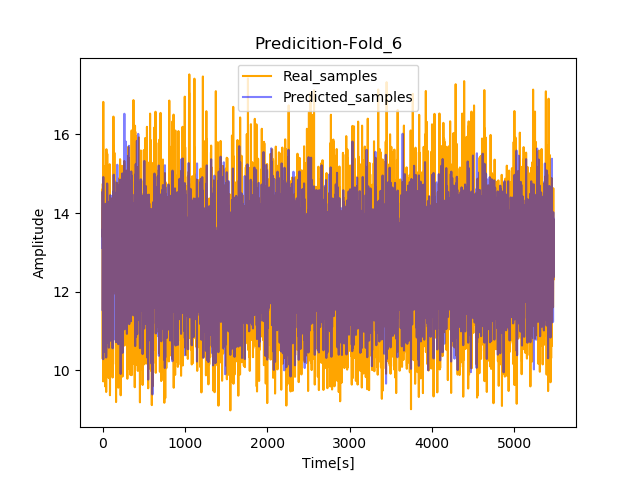 Predicition-Fold_6
Real_samples
Predicted_samples
Amplitude
16
14
12
10
0 1000 2000 3000 4000 5000
Time[s]